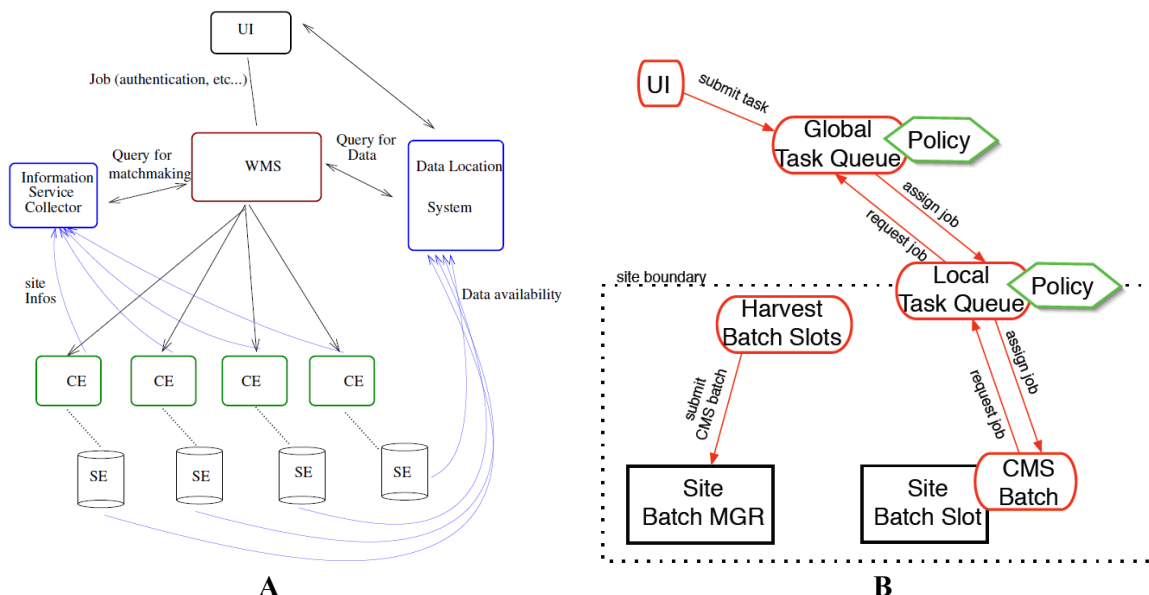 UI
Job (authentication, etc...)
Query for
matchmaking
WMS
Query for
Data
Information
Service
Collector
Data Location
System
site
Infos
Data availability
CE
CE
CE
CE
SE
SE
SE
SE
A
UI
submit task
Global
Task Queue
Policy
assign job
request job
site boundary
Local
Task Queue
Policy
Harvest
Batch Slots
submit
CMS batch
assign job
request job
Site
Batch MGR
Site
Batch Slot
CMS
Batch
B